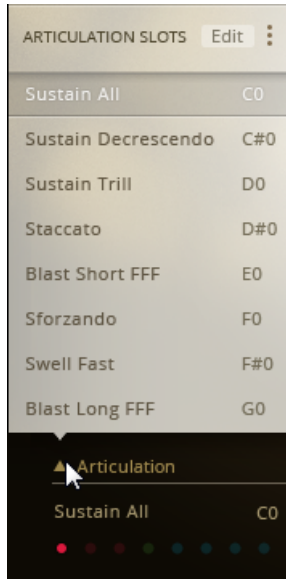 ARTICULATION SLOTS Edit
Sustain All C0
Sustain Decrescendo C#0
Sustain Trill D0
Staccato D#0
Blast Short FFF E0
Sforzando F0
Swell Fast F#0
Blast Long FFF G0
Articulation
Sustain All C0